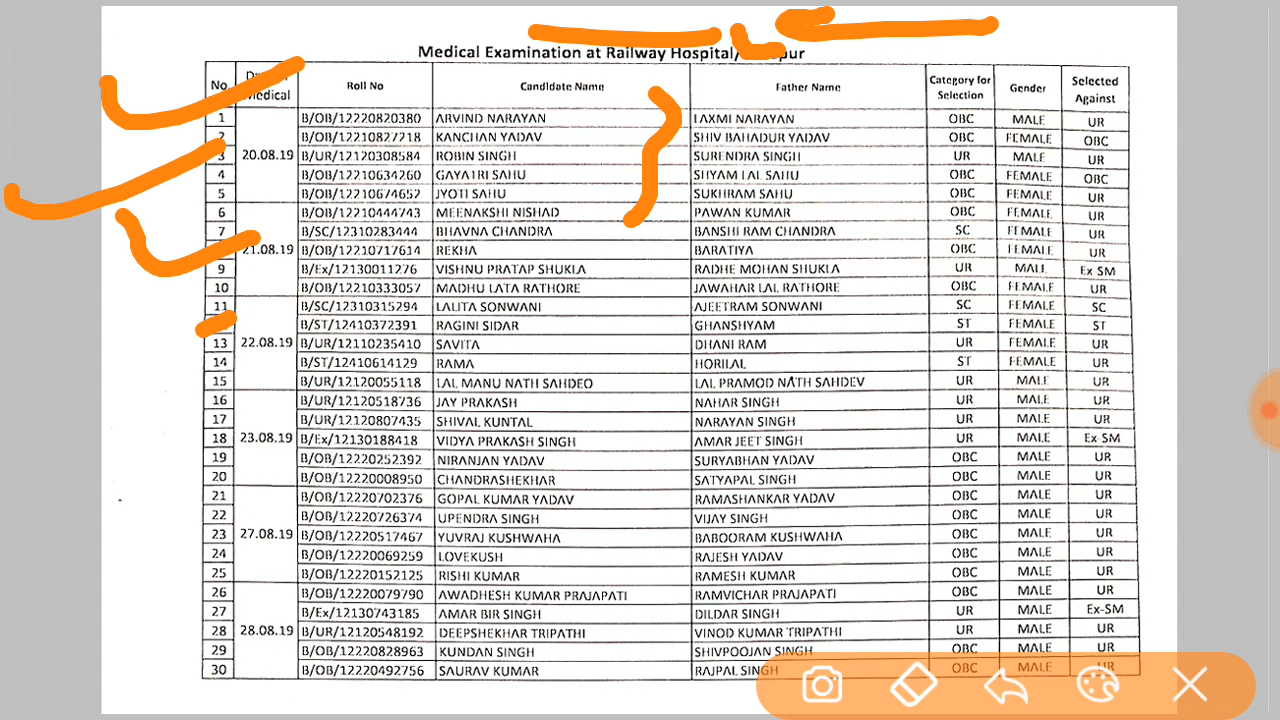 Medical Examination at Railway Hospital/
No Medical Roll No Candidate Name Father Name Category for Selection Gender Selected Against
1 B/OB/12220820380 ARVIND NARAYAN LAXMI NARAYAN OBC MALE UR
2 B/OB/12210827218 KANCHAN YADAV SHIV BAHADUR YADAV OBC FEMALE OBC
3 20.08.19 B/UR/12120308584 ROBIN SINGH SURENDRA SINGH UR MALE UR
4 B/OB/12210634260 GAYATRI SAHU SHYAM LAL SAHU OBC FEMALE OBC
5 B/OB/12210674652 JYOTI SAHU SUKHRAM SAHU OBC FEMALE UR
6 B/OB/12210444743 MEENAKSHI NISHAD PAWAN KUMAR OBC FEMALE UR
7 B/SC/12310283444 BHAVNA CHANDRA BANSHI RAM CHANDRA SC FEMALE UR
21.08.19 B/OB/12210717614 REKHA BARATIYA OBC FEMALE UR
9 B/Ex/12130011276 VISHNU PRATAP SHUKLA RADHE MOHAN SHUKLA UR MALE Ex SM
10 B/OB/12210333057 MADHU LATA RATHORE JAWAHAR LAL RATHORE OBC FEMALE UR
11 B/SC/12310315294 LALITA SONWANI AJEETRAM SONWANI SC FEMALE SC
B/ST/12410372391 RAGINI SIDAR GHANSHYAM ST FEMALE ST
13 22.08.19 B/UR/12110235410 SAVITA DHANI RAM UR FEMALE UR
14 B/ST/12410614129 RAMA HORILAL ST FEMALE UR
15 B/UR/12120055118 LAL MANU NATH SAHDEO LAL PRAMOD NATH SAHDEV UR MALE UR
16 B/UR/12120518736 JAY PRAKASH NAHAR SINGH UR MALE UR
17 B/UR/12120807435 SHIVAL KUNTAL NARAYAN SINGH UR MALE UR
18 23.08.19 B/Ex/12130188418 VIDYA PRAKASH SINGH AMAR JEET SINGH UR MALE Ex SM
19 B/OB/12220252392 NIRANJAN YADAV SURYABHAN YADAV OBC MALE UR
20 B/OB/12220008950 CHANDRASHEKHAR SATYAPAL SINGH OBC MALE UR
21 B/OB/12220702376 GOPAL KUMAR YADAV RAMASHANKAR YADAV OBC MALE UR
22 B/OB/12220726374 UPENDRA SINGH VIJAY SINGH OBC MALE UR
23 27.08.19 B/OB/12220517467 YUVRAJ KUSHWAHA BABOORAM KUSHWAHA OBC MALE UR
24 B/OB/12220069259 LOVEKUSH RAJESH YADAV OBC MALE UR
25 B/OB/12220152125 RISHI KUMAR RAMESH KUMAR OBC MALE UR
26 B/OB/12220079790 AWADHESH KUMAR PRAJAPATI RAMVICHAR PRAJAPATI OBC MALE UR
27 B/Ex/12130743185 AMAR BIR SINGH DILDAR SINGH UR MALE Ex-SM
28 28.08.19 B/UR/12120548192 DEEPSHEKHAR TRIPATHI VINOD KUMAR TRIPATHI UR MALE UR
29 B/OB/12220828963 KUNDAN SINGH SHIVPOOJAN SINGH OBC MALE UR
30 B/OB/12220492756 SAURAV KUMAR RAJPAL SINGH OBC MALE UR